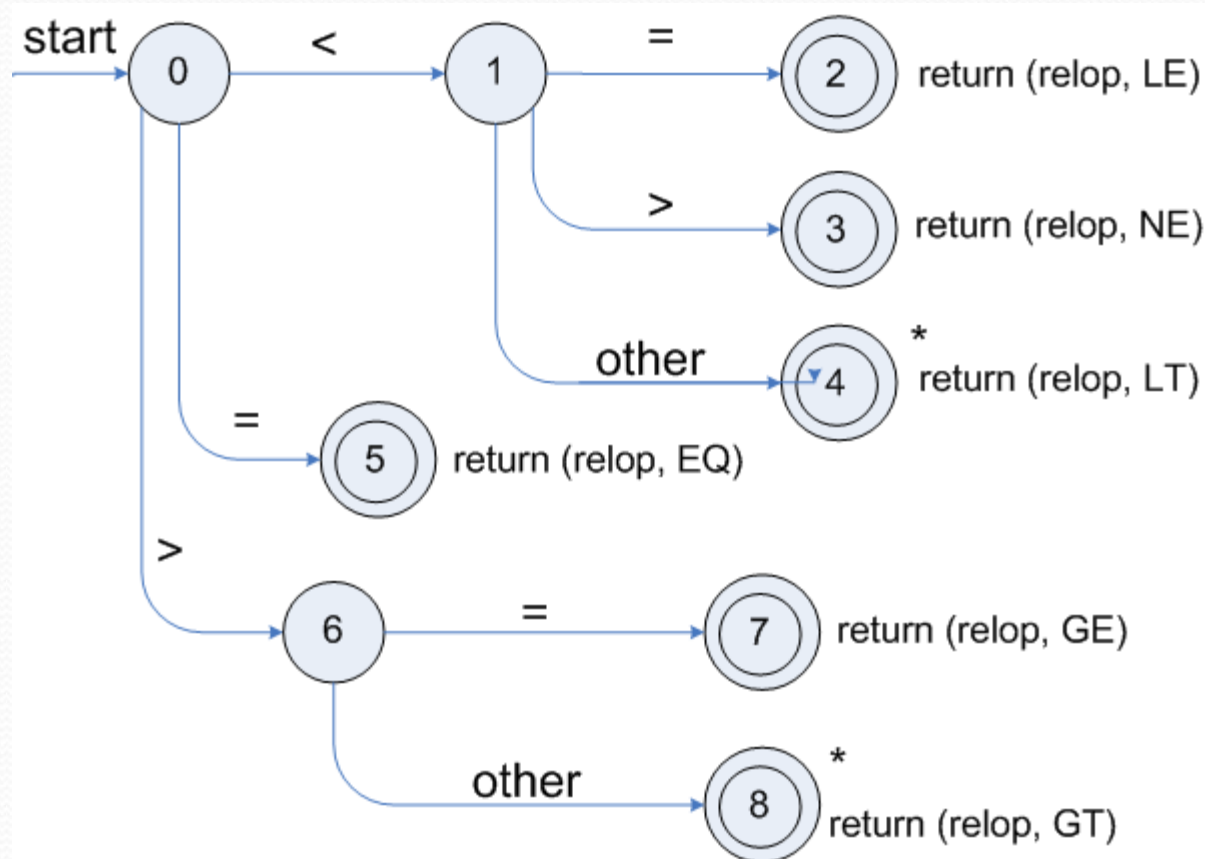 start
0
<
1
=
2
return (relop, LE)
>
3
return (relop, NE)
other
4
*
return (relop, LT)
=
5
return (relop, EQ)
>
6
=
7
return (relop, GE)
other
8
*
return (relop, GT)